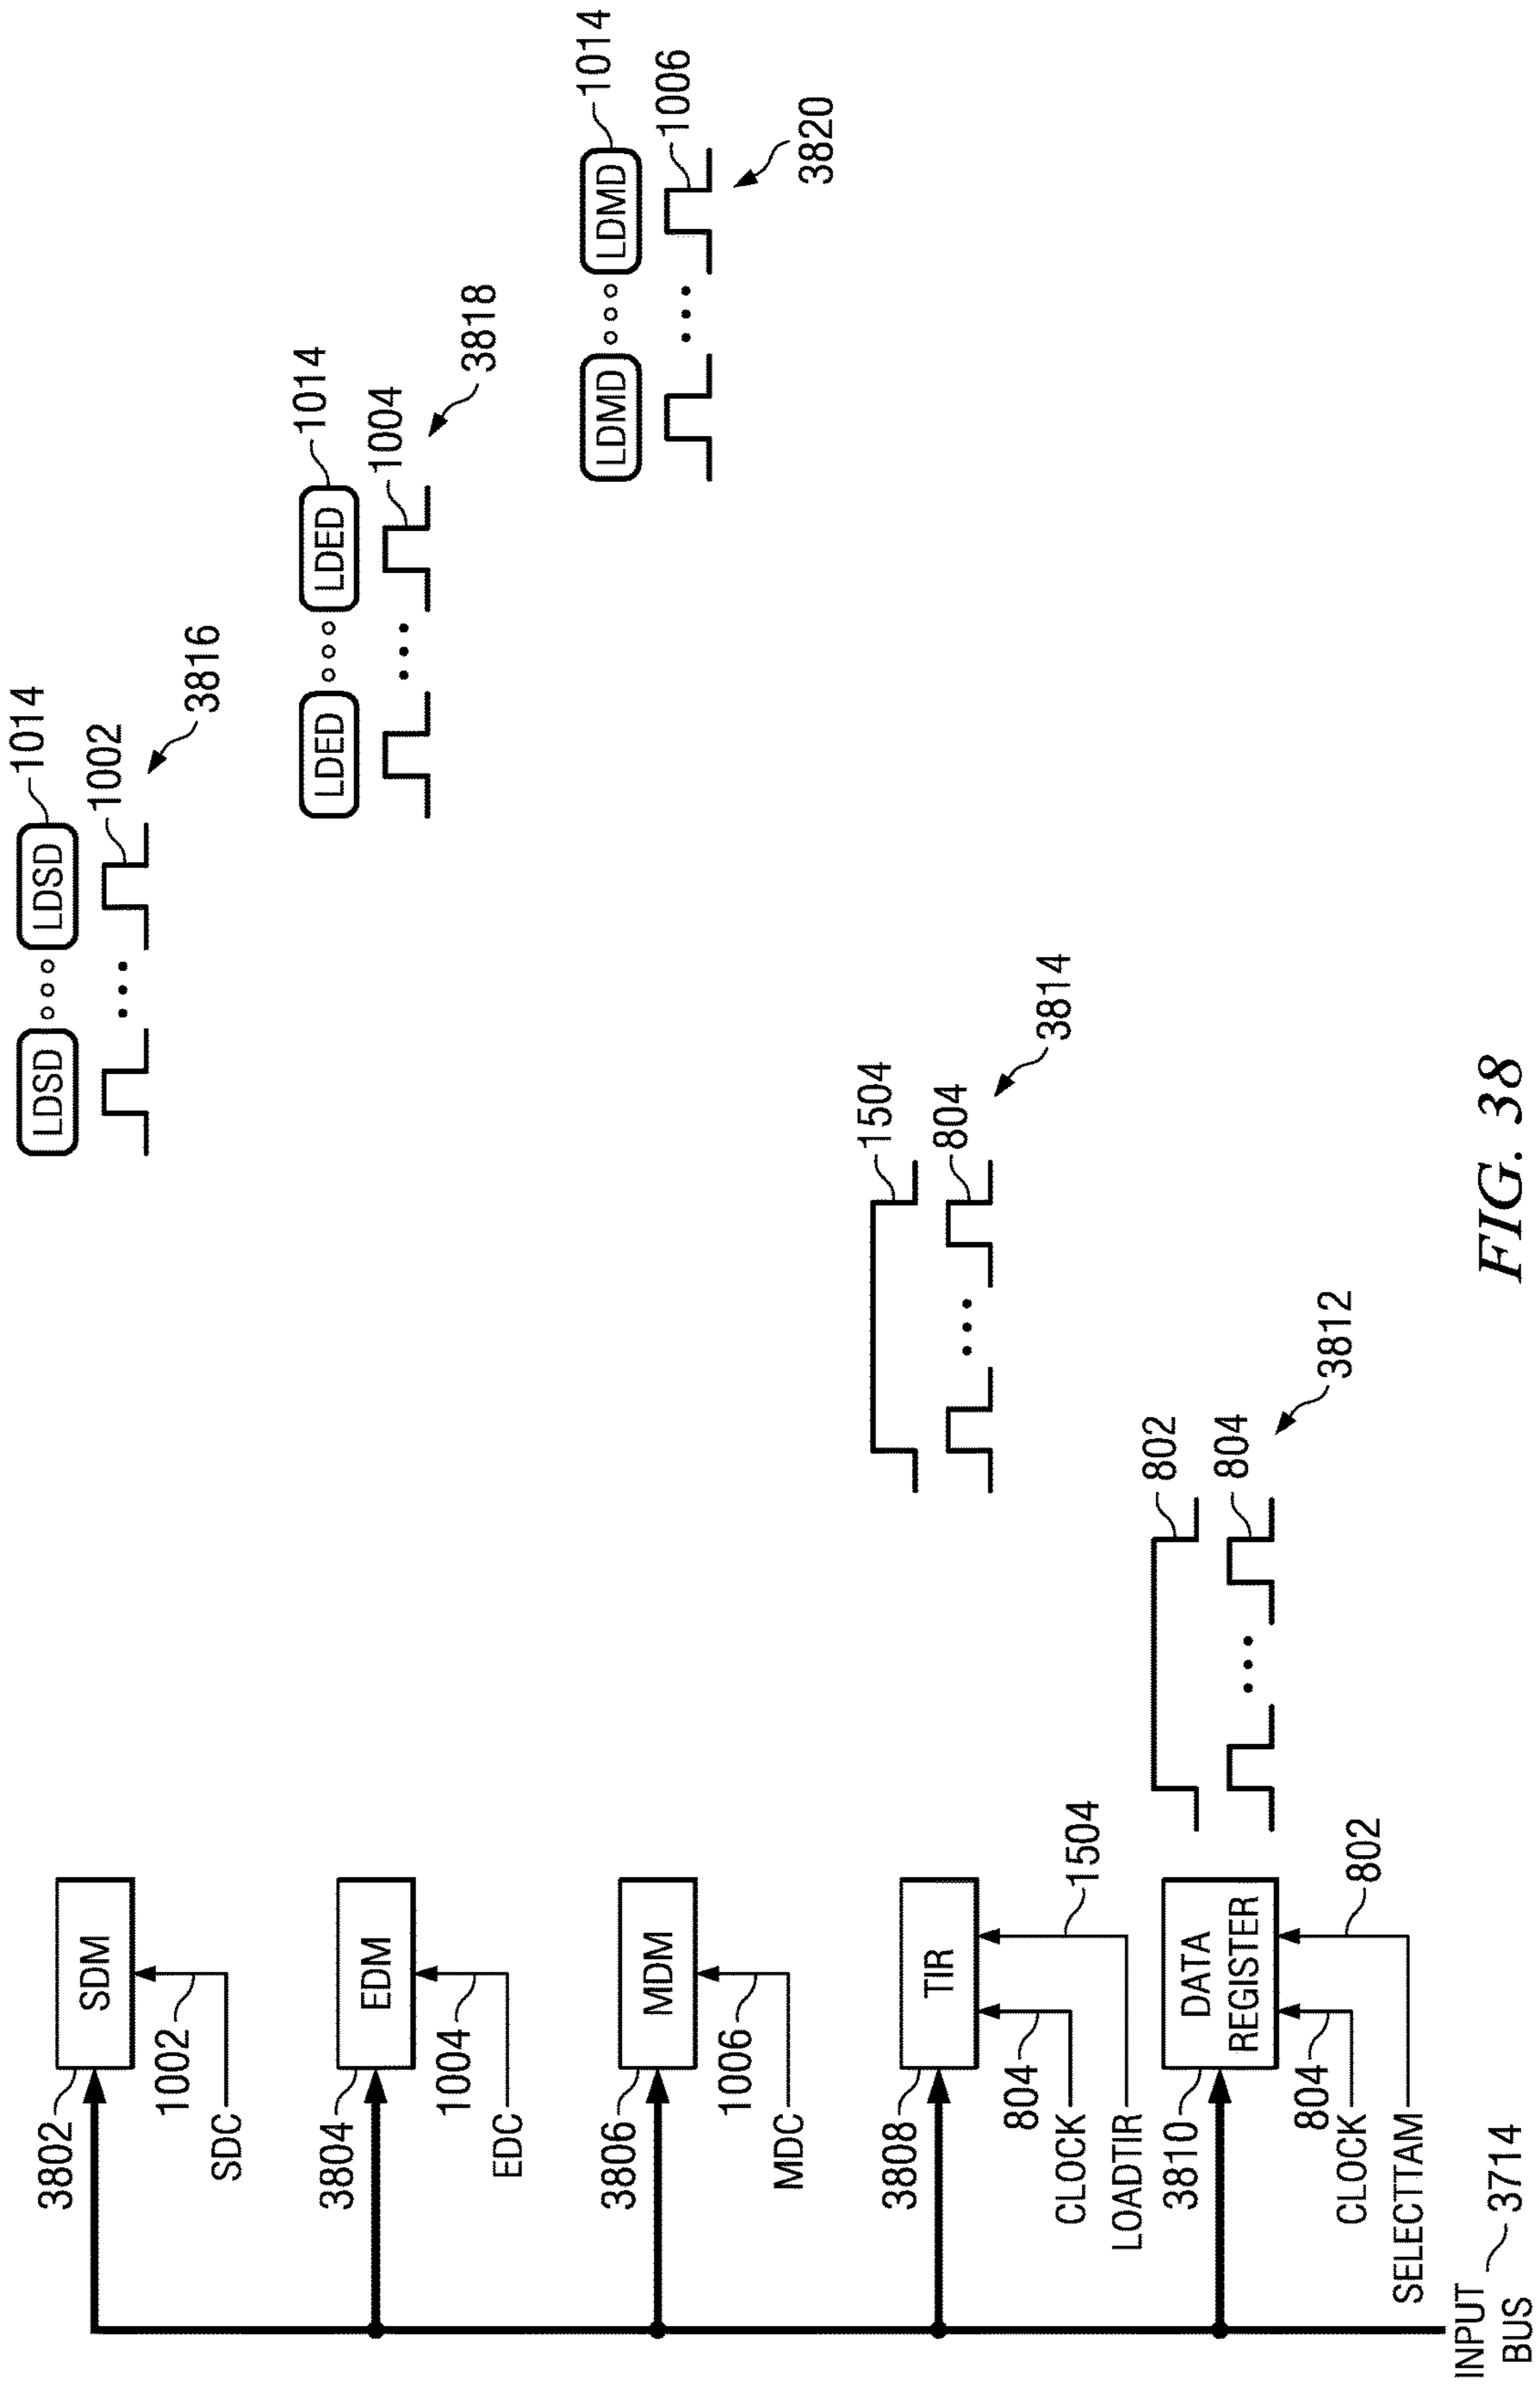 3802
SDM
1002
SDC
LDSD
LDSD
1014
1002
3816
3804
EDM
1004
EDC
LDED
LDED
1014
1004
3818
3806
MDM
1006
MDC
LDMD
LDMD
1014
1006
3820
3808
TIR
804
CLOCK
1504
LOADTIR
1504
804
3814
3810
DATA
REGISTER
804
CLOCK
802
SELECTTAM
802
804
3812
INPUT
BUS
3714
FIG. 38